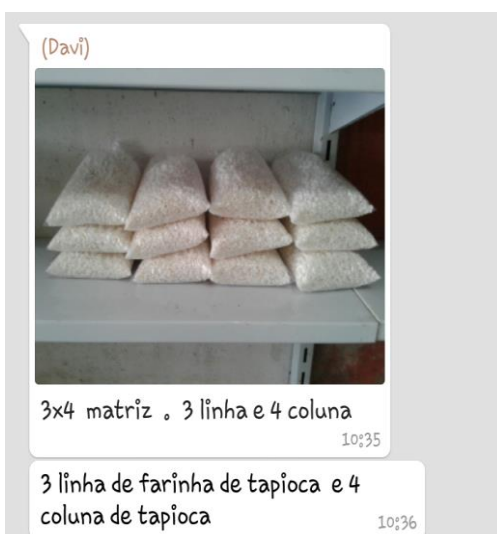 (Davi)
3x4 matriz . 3 linha e 4 coluna
10:35
3 linha de farinha de tapioca e 4
coluna de tapioca
10:36